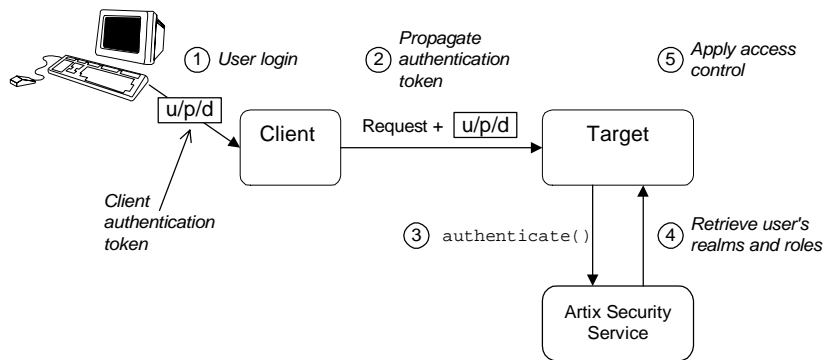 1 User login
2 Propagate
authentication
token
5 Apply access
control
u/p/d
Client
Request + u/p/d
Target
Client
authentication
token
3 authenticate()
4 Retrieve user's
realms and roles
Artix Security
Service